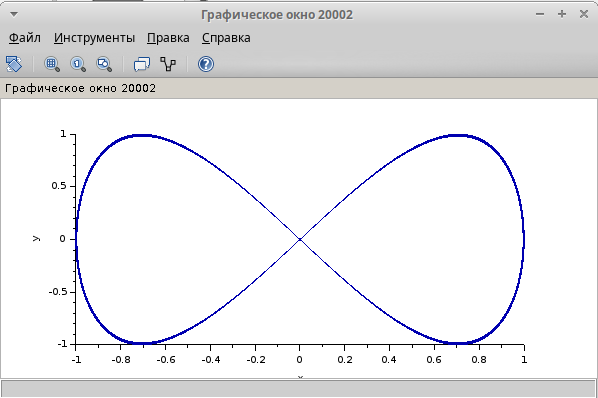 Графическое окно 20002
Файл Инструменты Правка Справка
Графическое окно 20002
1
0.5
y
0
-0.5
-1
-1 -0.8 -0.6 -0.4 -0.2 0 0.2 0.4 0.6 0.8 1